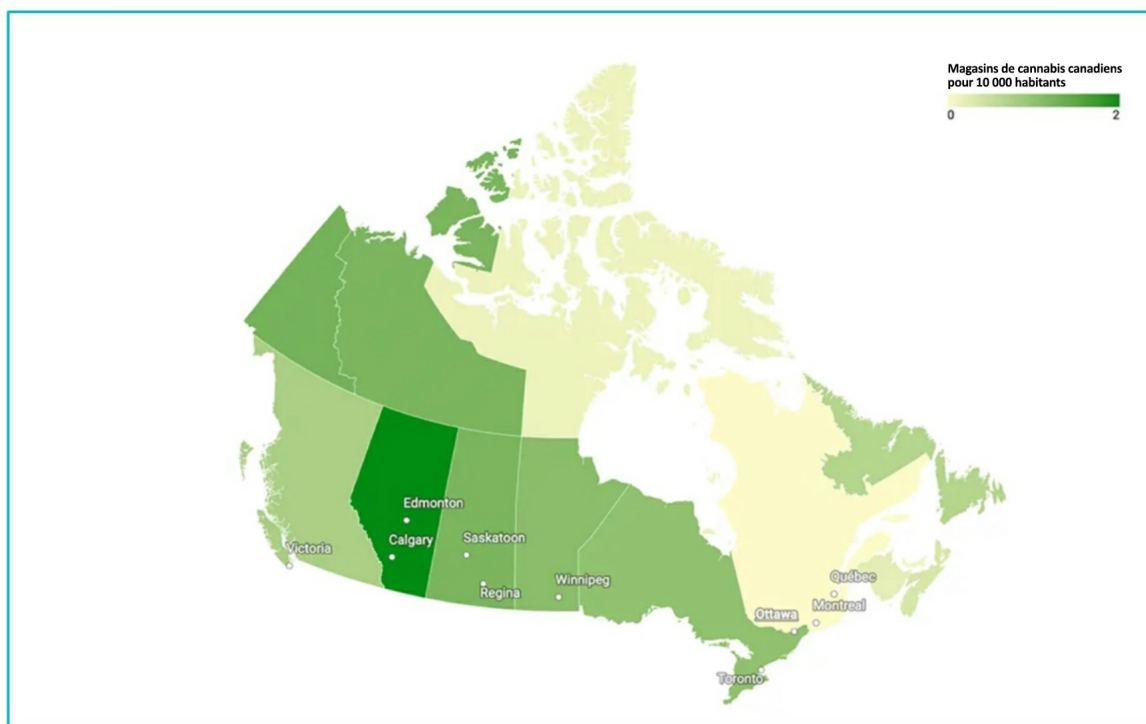 Magasins de cannabis canadiens
pour 10 000 habitants
0
2
Edmonton
Calgary
Saskatoon
Victoria
Regina
Winnipeg
Québec
Ottawa
Montreal
Toronto